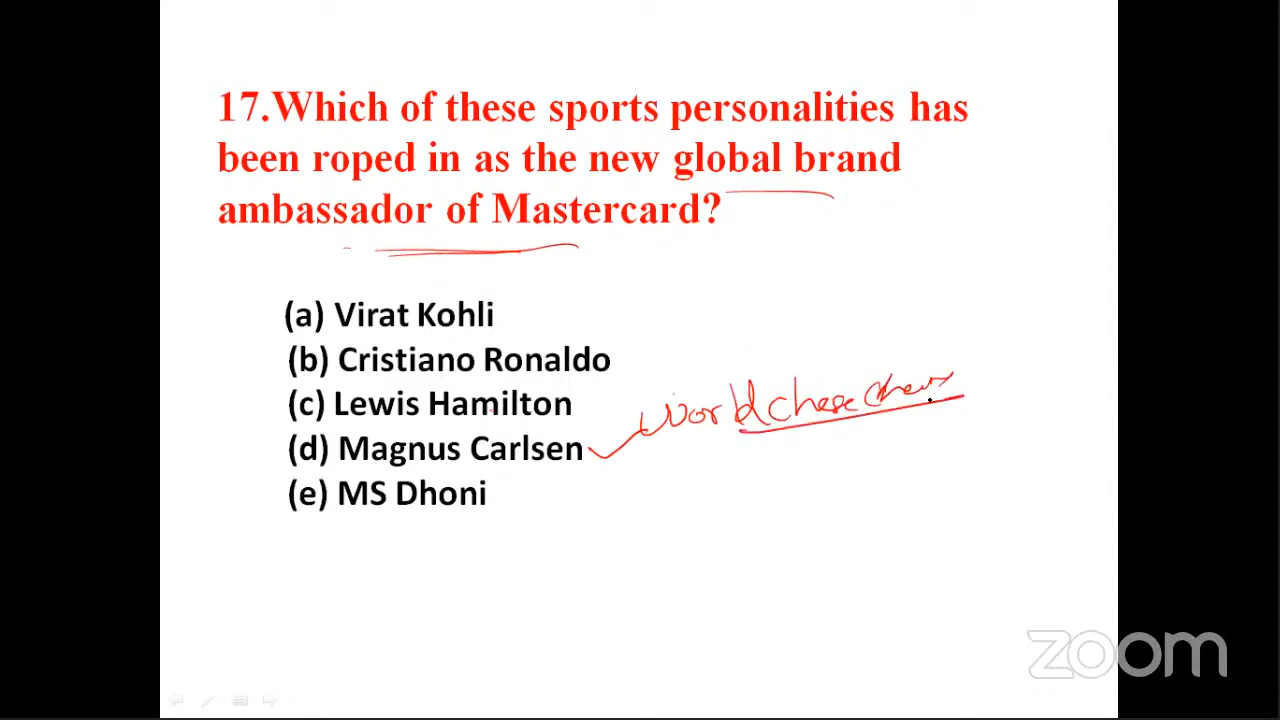 17.Which of these sports personalities has
been roped in as the new global brand
ambassador of Mastercard?
(a) Virat Kohli
(b) Cristiano Ronaldo
(c) Lewis Hamilton
World chess
(d) Magnus Carlsen
(e) MS Dhoni
zoom